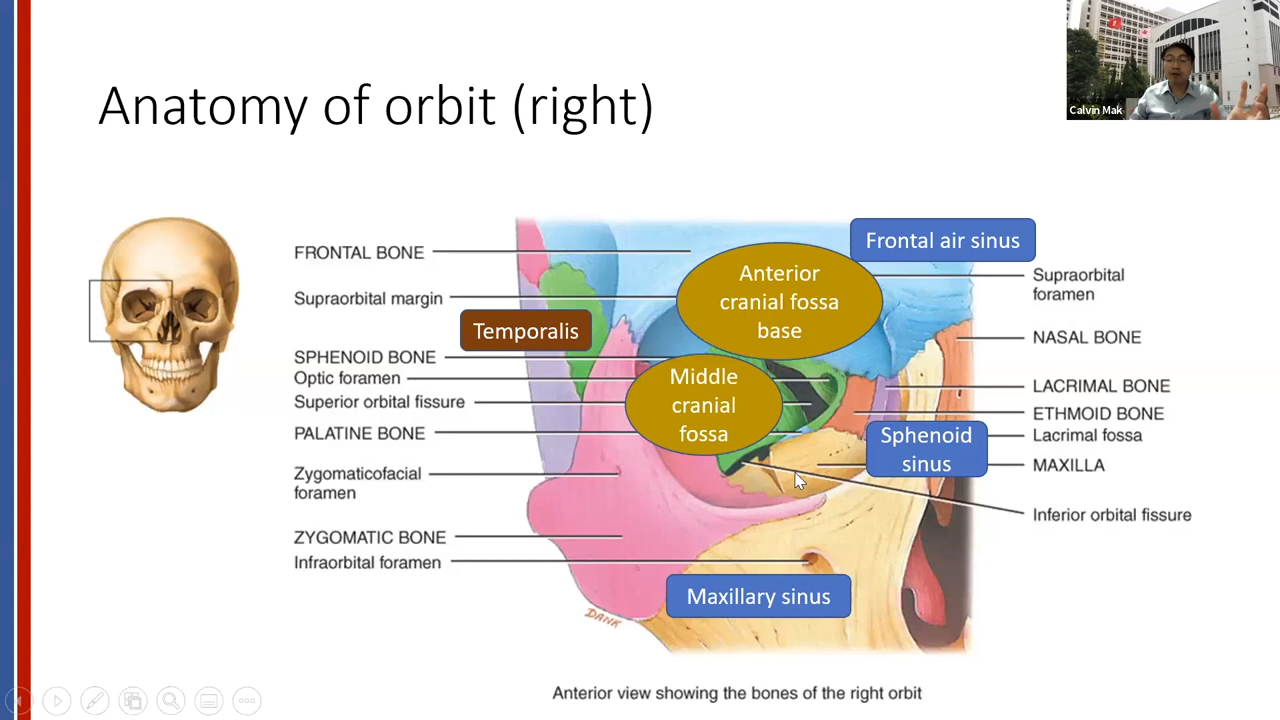 Calvin Mak
Anatomy of orbit (right)
FRONTAL BONE
Supraorbital margin
SPHENOID BONE
Optic foramen
Superior orbital fissure
PALATINE BONE
Zygomaticofacial
foramen
ZYGOMATIC BONE
Infraorbital foramen
Temporalis
Anterior
cranial fossa
base
Middle
cranial
fossa
Frontal air sinus
Sphenoid
sinus
Maxillary sinus
DANK
Supraorbital
foramen
NASAL BONE
LACRIMAL BONE
ETHMOID BONE
Lacrimal fossa
MAXILLA
Inferior orbital fissure
Anterior view showing the bones of the right orbit